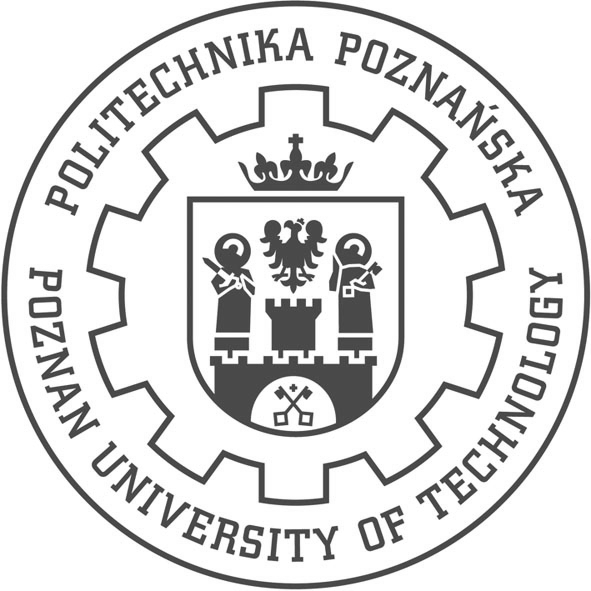 POLITECHNIKA POZNAŃSKA
POZNAN UNIVERSITY OF TECHNOLOGY